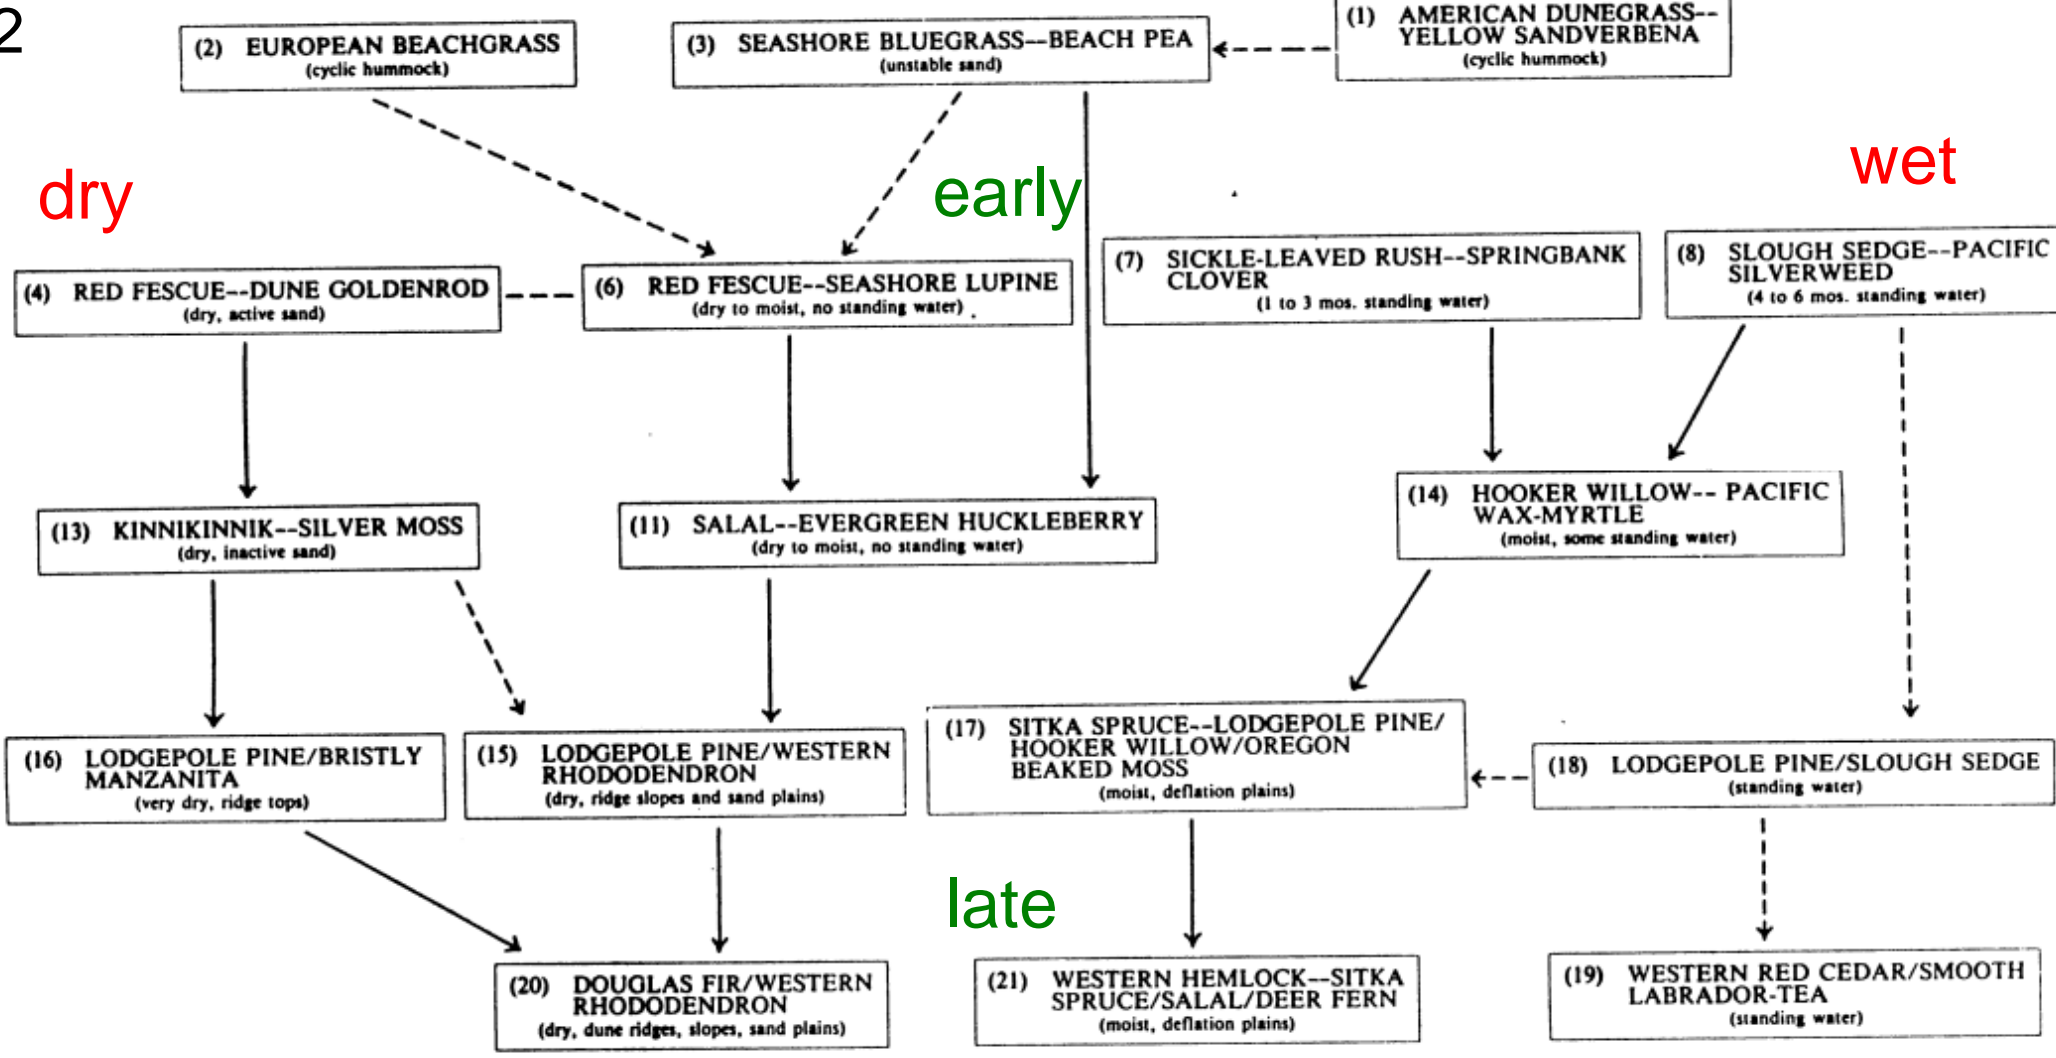 2
(2) EUROPEAN BEACHGRASS
(cyclic hummock)
(3) SEASHORE BLUEGRASS--BEACH PEA
(unstable sand)
(1) AMERICAN DUNEGRASS--
YELLOW SANDVERBENA
(cyclic hummock)
dry
early
wet
(4) RED FESCUE--DUNE GOLDENROD
(dry, active sand)
(6) RED FESCUE--SEASHORE LUPINE
(dry to moist, no standing water)
(7) SICKLE-LEAVED RUSH--SPRINGBANK
CLOVER
(1 to 3 mos. standing water)
(8) SLOUGH SEDGE--PACIFIC
SILVERWEED
(4 to 6 mos. standing water)
(13) KINNIKINNIK--SILVER MOSS
(dry, inactive sand)
(11) SALAL--EVERGREEN HUCKLEBERRY
(dry to moist, no standing water)
(14) HOOKER WILLOW-- PACIFIC
WAX-MYRTLE
(moist, some standing water)
(16) LODGEPOLE PINE/BRISTLY
MANZANITA
(very dry, ridge tops)
(15) LODGEPOLE PINE/WESTERN
RHODODENDRON
(dry, ridge slopes and sand plains)
(17) SITKA SPRUCE--LODGEPOLE PINE/
HOOKER WILLOW/OREGON
BEAKED MOSS
(moist, deflation plains)
(18) LODGEPOLE PINE/SLOUGH SEDGE
(standing water)
late
(20) DOUGLAS FIR/WESTERN
RHODODENDRON
(dry, dune ridges, slopes, sand plains)
(21) WESTERN HEMLOCK--SITKA
SPRUCE/SALAL/DEER FERN
(moist, deflation plains)
(19) WESTERN RED CEDAR/SMOOTH
LABRADOR-TEA
(standing water)